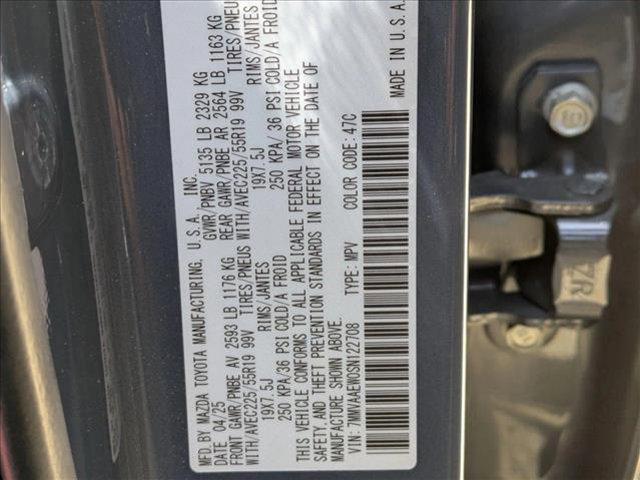 MFD BY MAZDA TOYOTA MANUFACTURING, U.S.A. INC.
DATE 04/25 GVWR/PNBV 5135 LB 2329 KG
FRONT GAWR/PNBE AV 2593 LB 1176 KG REAR GAWR/PNBE AR 2564 LB 1163 KG
WITH/AVEC225/55R19 99V TIRES/PNEUS WITH/AVEC225/55R19 99V TIRES/PNEU
19X7.5J RIMS/JANTES 19X7.5J RIMS/JANTES
250 KPA/36 PSI COLD/A FROID 250 KPA/ 36 PSI COLD/A FROID
THIS VEHICLE CONFORMS TO ALL APPLICABLE FEDERAL MOTOR VEHICLE
SAFETY, AND THEFT PREVENTION STANDARDS IN EFFECT ON THE DATE OF
MANUFACTURE SHOWN ABOVE.
VIN: 7MMVAAEW0SN122708 TYPE: MPV COLOR CODE: 47C
MADE IN U.S.A.